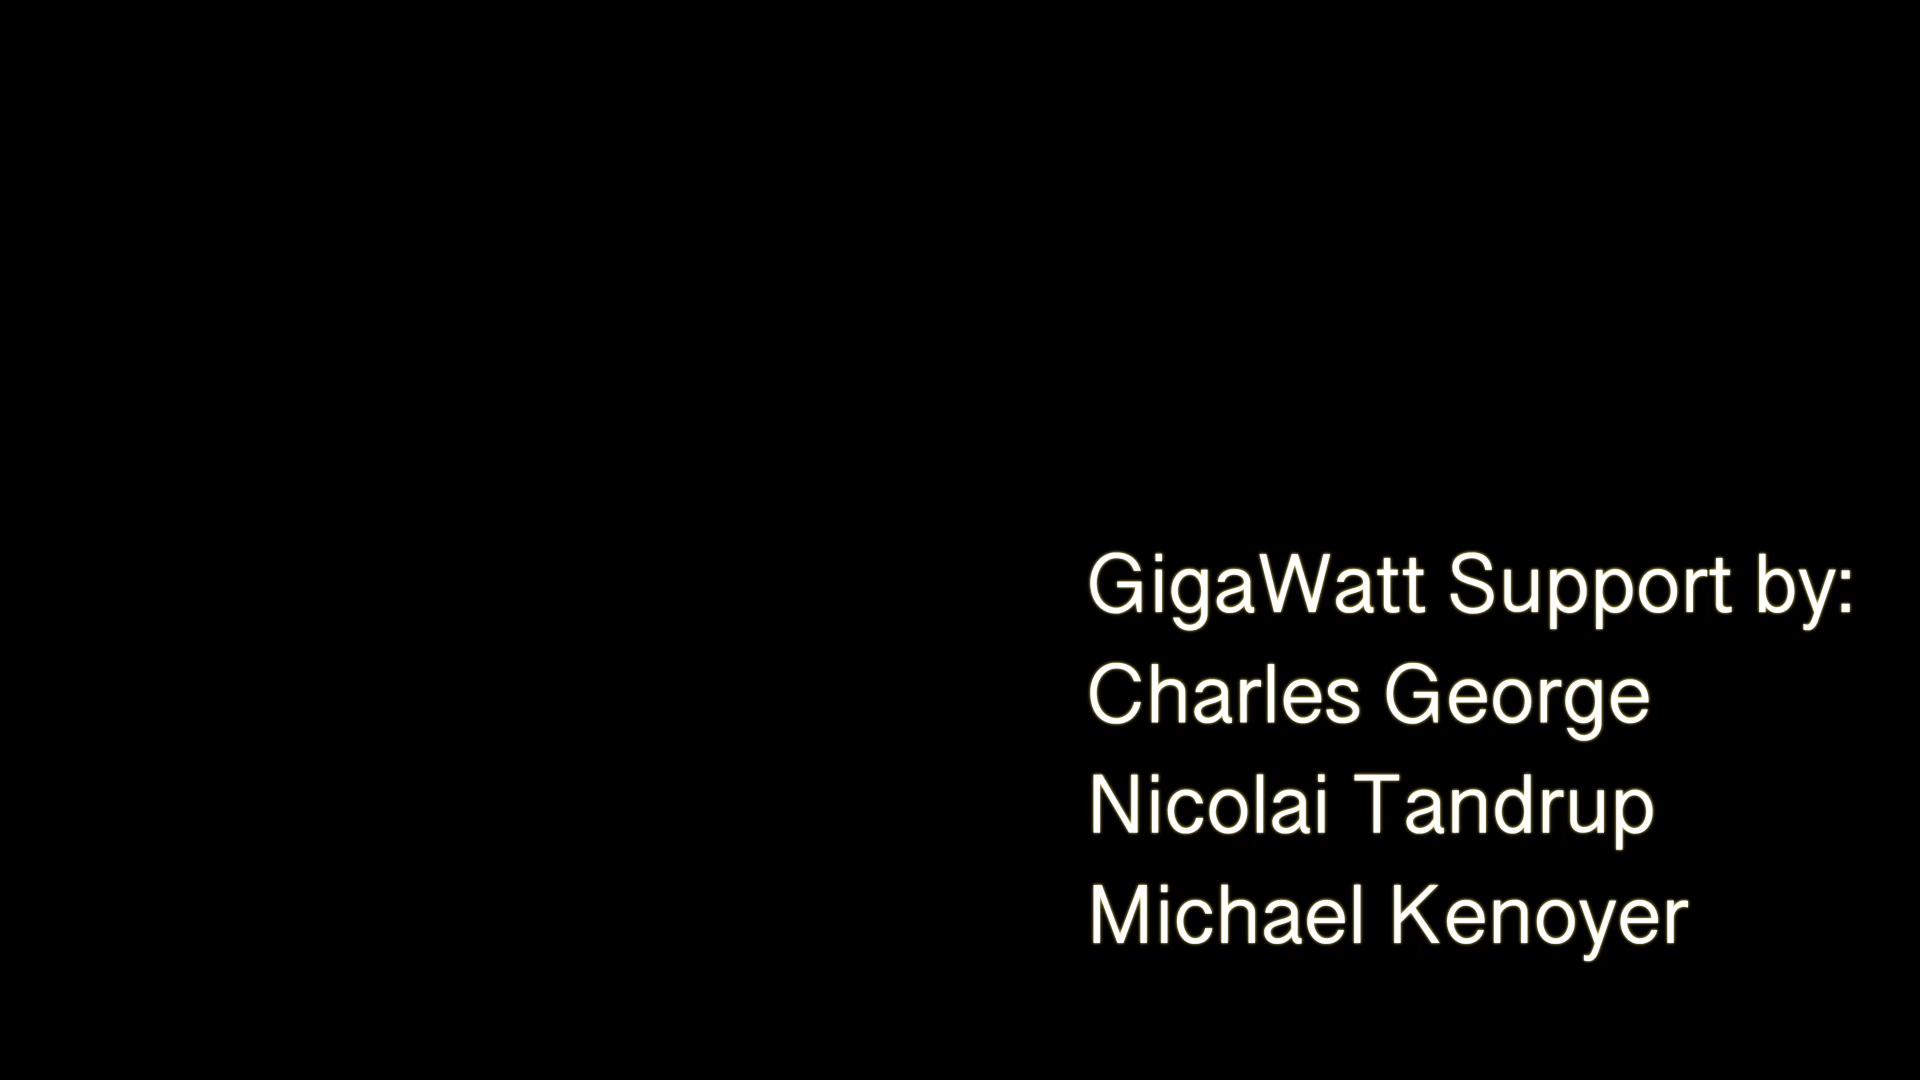 GigaWatt Support by:
Charles George
Nicolai Tandrup
Michael Kenoyer